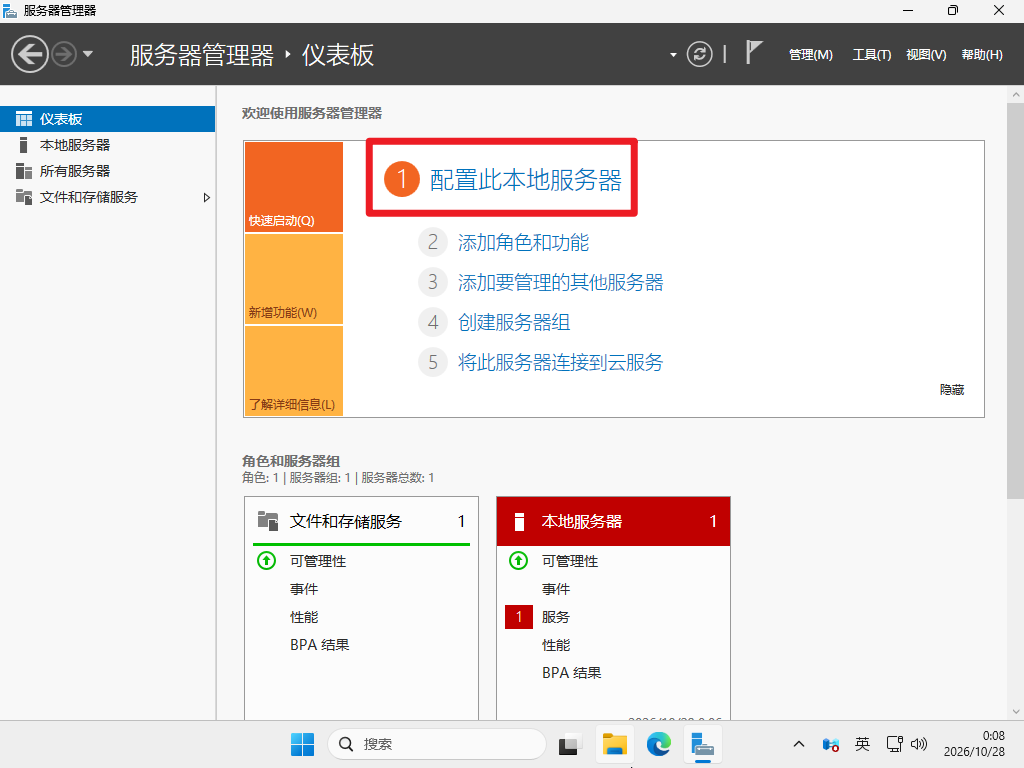 服务器管理器
服务器管理器 ‣ 仪表板
管理(M) 工具(T) 视图(V) 帮助(H)
仪表板
本地服务器
所有服务器
文件和存储服务
欢迎使用服务器管理器
快速启动(Q)
新增功能(W)
了解详细信息(L)
1 配置此本地服务器
2 添加角色和功能
3 添加要管理的其他服务器
4 创建服务器组
5 将此服务器连接到云服务
隐藏
角色和服务器组
角色: 1 | 服务器组: 1 | 服务器总数: 1
文件和存储服务 1
可管理性
事件
性能
BPA 结果
本地服务器 1
可管理性
事件
1 服务
性能
BPA 结果
搜索
英
0:08
2026/10/28